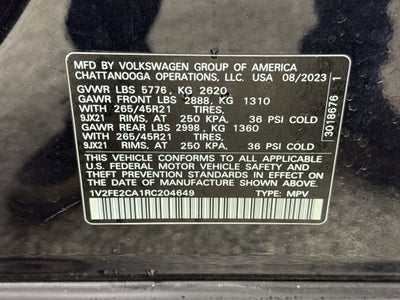 MFD. BY VOLKSWAGEN GROUP OF AMERICA
CHATTANOOGA OPERATIONS, LLC. USA 08/2023
GVWR LBS 5776, KG 2620
GAWR FRONT LBS 2888, KG 1310
WITH 265/45R21 TIRES,
9JX21 RIMS, AT 250 KPA, 36 PSI COLD
GAWR REAR LBS 2998, KG 1360
WITH 265/45R21 TIRES,
9JX21 RIMS, AT 250 KPA, 36 PSI COLD
THIS VEHICLE CONFORMS TO ALL APPLICABLE
U.S. FEDERAL MOTOR VEHICLE SAFETY AND
THEFT PREVENTION STANDARDS IN EFFECT ON
THE DATE OF MANUFACTURE SHOWN ABOVE.
1V2FE2CA1RC204649 TYPE: MPV
3018676 1